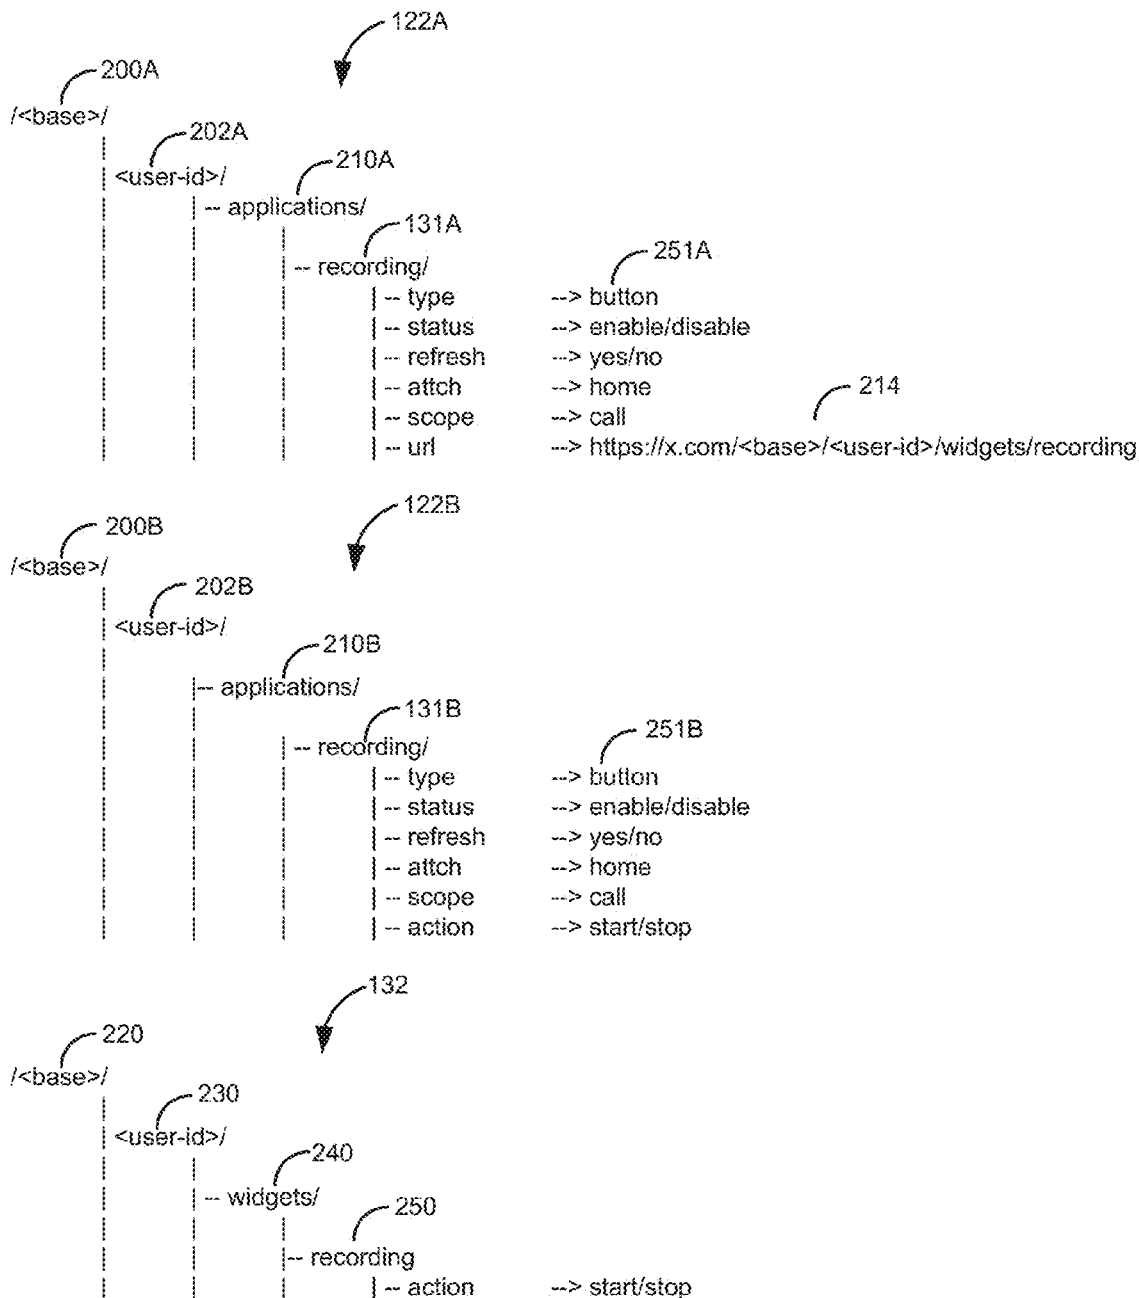 122A
200A
/<base>/
202A
<user-id>/
210A
-- applications/
131A
-- recording/
251A
-- type --> button
-- status --> enable/disable
-- refresh --> yes/no
-- attch --> home
214
-- scope --> call
-- url --> https://x.com/<base>/<user-id>/widgets/recording
122B
200B
/<base>/
202B
<user-id>/
210B
-- applications/
131B
-- recording/
251B
-- type --> button
-- status --> enable/disable
-- refresh --> yes/no
-- attch --> home
-- scope --> call
-- action --> start/stop
132
220
/<base>/
230
<user-id>/
240
-- widgets/
250
-- recording
-- action --> start/stop